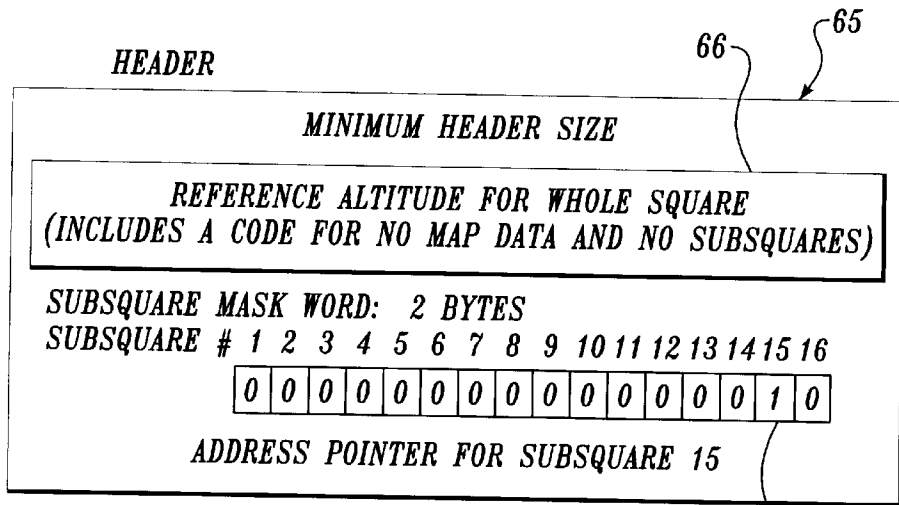 65
66
HEADER
MINIMUM HEADER SIZE
REFERENCE ALTITUDE FOR WHOLE SQUARE
(INCLUDES A CODE FOR NO MAP DATA AND NO SUBSQUARES)
SUBSQUARE MASK WORD: 2 BYTES
SUBSQUARE # 1 2 3 4 5 6 7 8 9 10 11 12 13 14 15 16
0 0 0 0 0 0 0 0 0 0 0 0 0 0 1 0
ADDRESS POINTER FOR SUBSQUARE 15